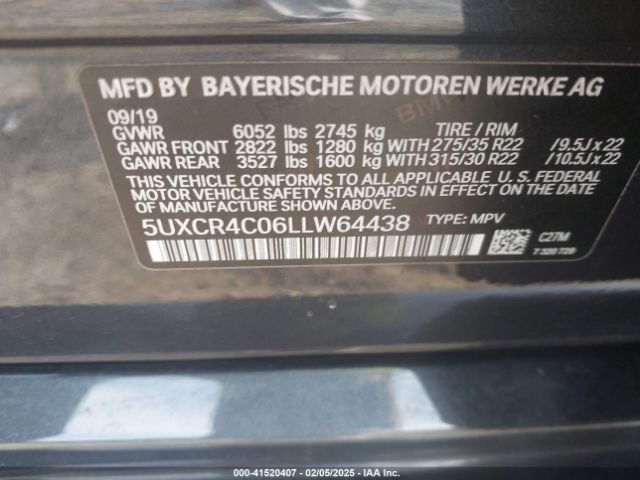 MFD BY BAYERISCHE MOTOREN WERKE AG
09/19
GVWR 6052 lbs 2745 kg TIRE / RIM
GAWR FRONT 2822 lbs 1280 kg WITH 275/35 R22 /9.5J x 22
GAWR REAR 3527 lbs 1600 kg WITH 315/30 R22 /10.5J x 22
THIS VEHICLE CONFORMS TO ALL APPLICABLE U. S. FEDERAL
MOTOR VEHICLE SAFETY STANDARDS IN EFFECT ON THE
DATE OF MANUFACTURE SHOWN ABOVE.
5UXCR4C06LLW64438 TYPE: MPV
C27M
7 320 729
000-41520407 - 02/05/2025 - IAA Inc.